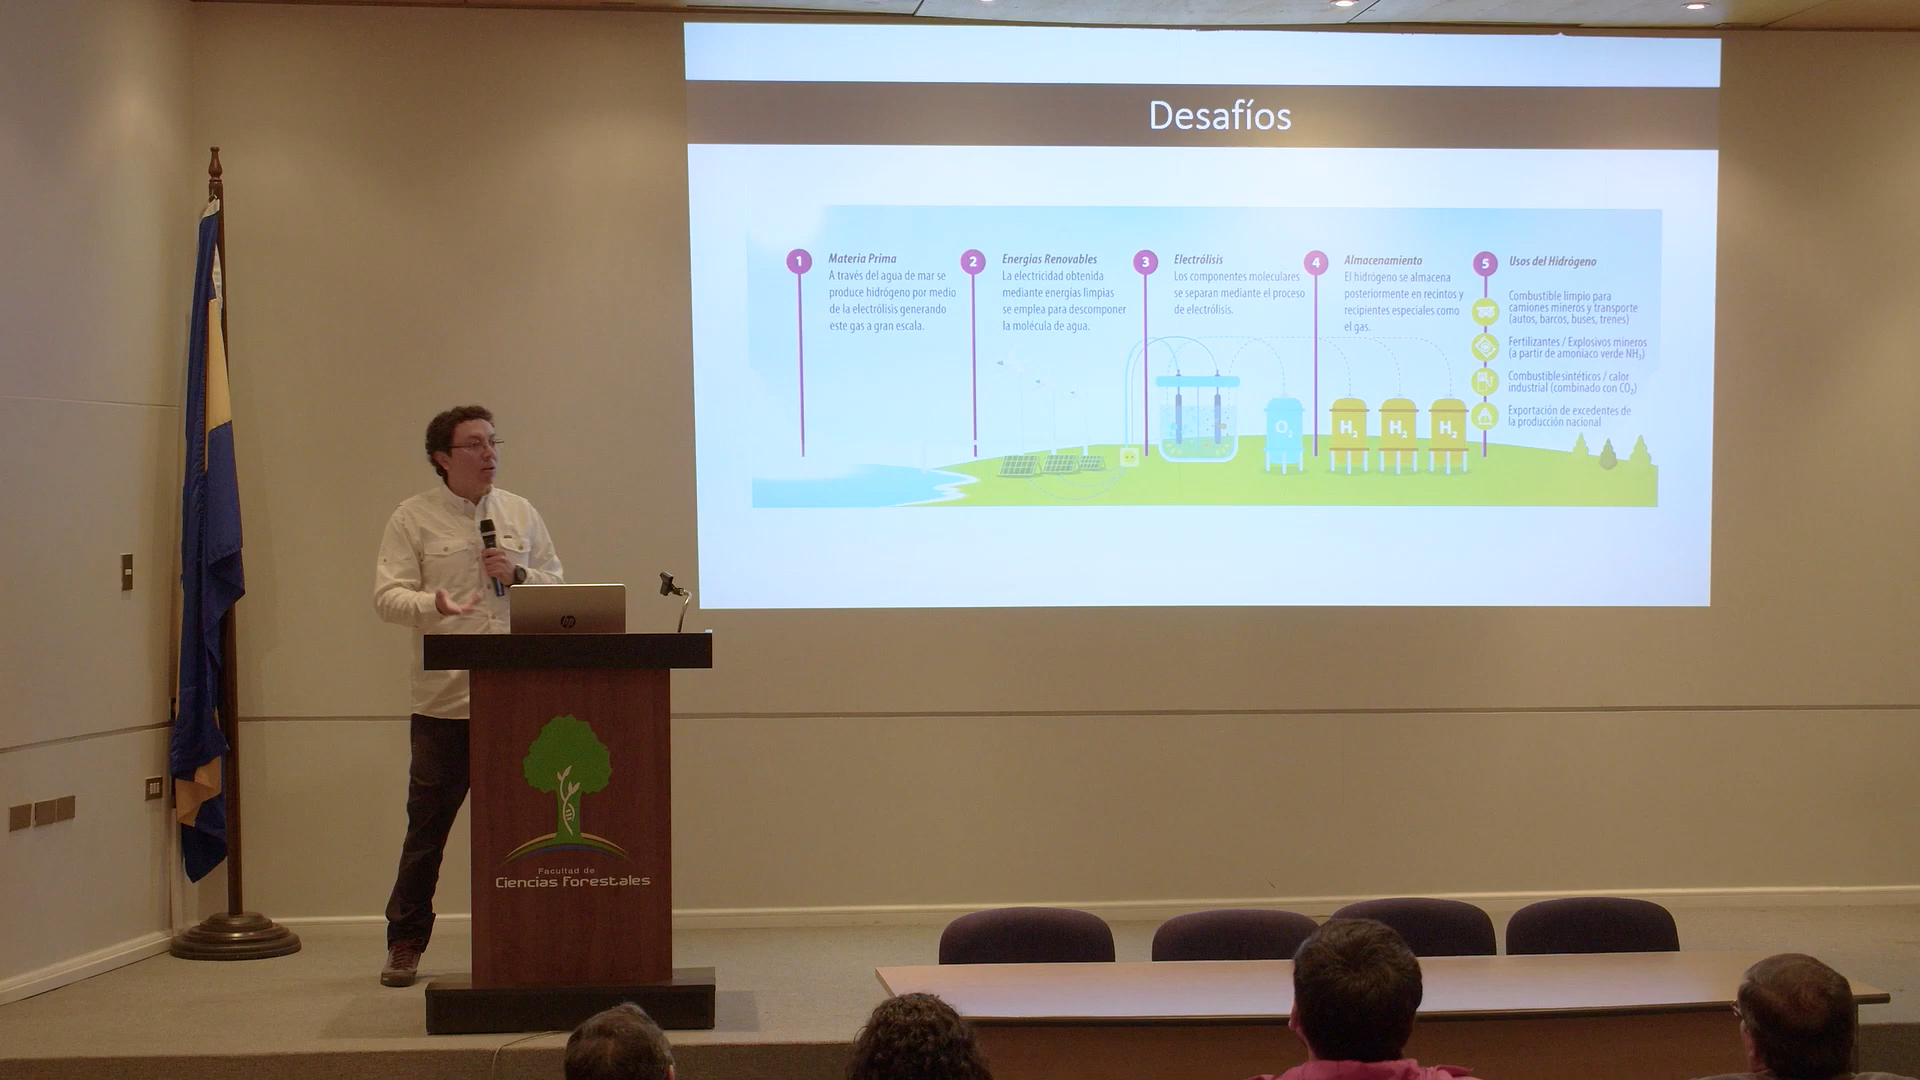 Desafíos
1
Materia Prima
A través del agua de mar se
produce hidrógeno por medio
de la electrólisis generando
este gas a gran escala.
2
Energías Renovables
La electricidad obtenida
mediante energías limpias
se emplea para descomponer
la molécula de agua.
3
Electrólisis
Los componentes moleculares
se separan mediante el proceso
de electrólisis.
4
Almacenamiento
El hidrógeno se almacena
posteriormente en recintos y
recipientes especiales como
el gas.
5
Usos del Hidrógeno
Combustible limpio para
camiones mineros y transporte
(autos, barcos, buses, trenes)
Fertilizantes / Explosivos mineros
(a partir de amoníaco verde NH₃)
Combustiblesintéticos / calor
industrial (combinado con CO₂)
Exportación de excedentes de
la producción nacional
O₂
H₂
H₂
H₂
hp
Facultad de
Ciencias Forestales